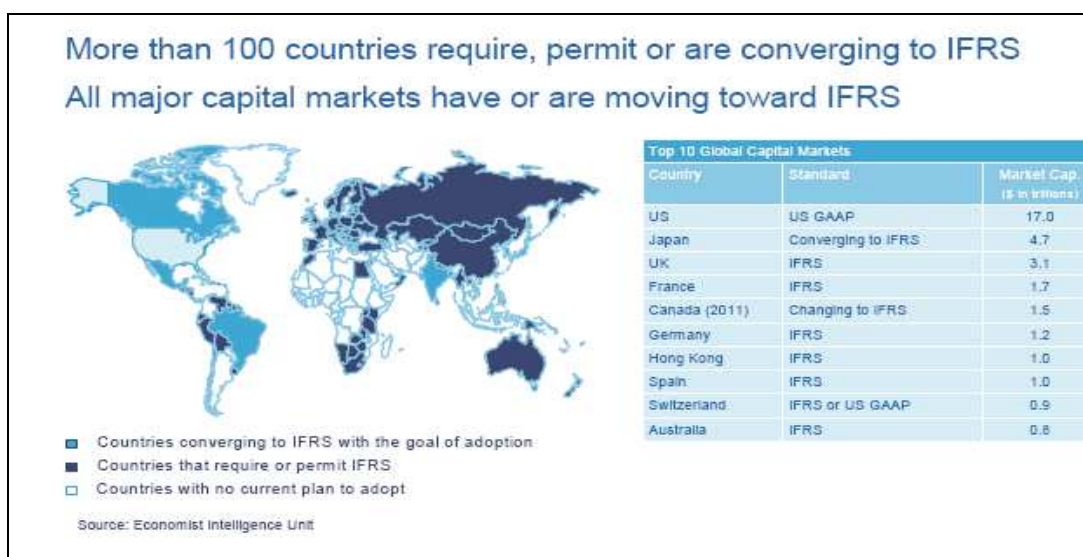 More than 100 countries require, permit or are converging to IFRS
All major capital markets have or are moving toward IFRS
Top 10 Global Capital Markets
Country Standard Market Cap.
($ in trillions)
US US GAAP 17.0
Japan Converging to IFRS 4.7
UK IFRS 3.1
France IFRS 1.7
Canada (2011) Changing to IFRS 1.5
Germany IFRS 1.2
Hong Kong IFRS 1.0
Spain IFRS 1.0
Switzerland IFRS or US GAAP 0.9
Australia IFRS
Countries converging to IFRS with the goal of adoption
Countries that require or permit IFRS
Countries with no current plan to adopt
Source: Economist Intelligence Unit